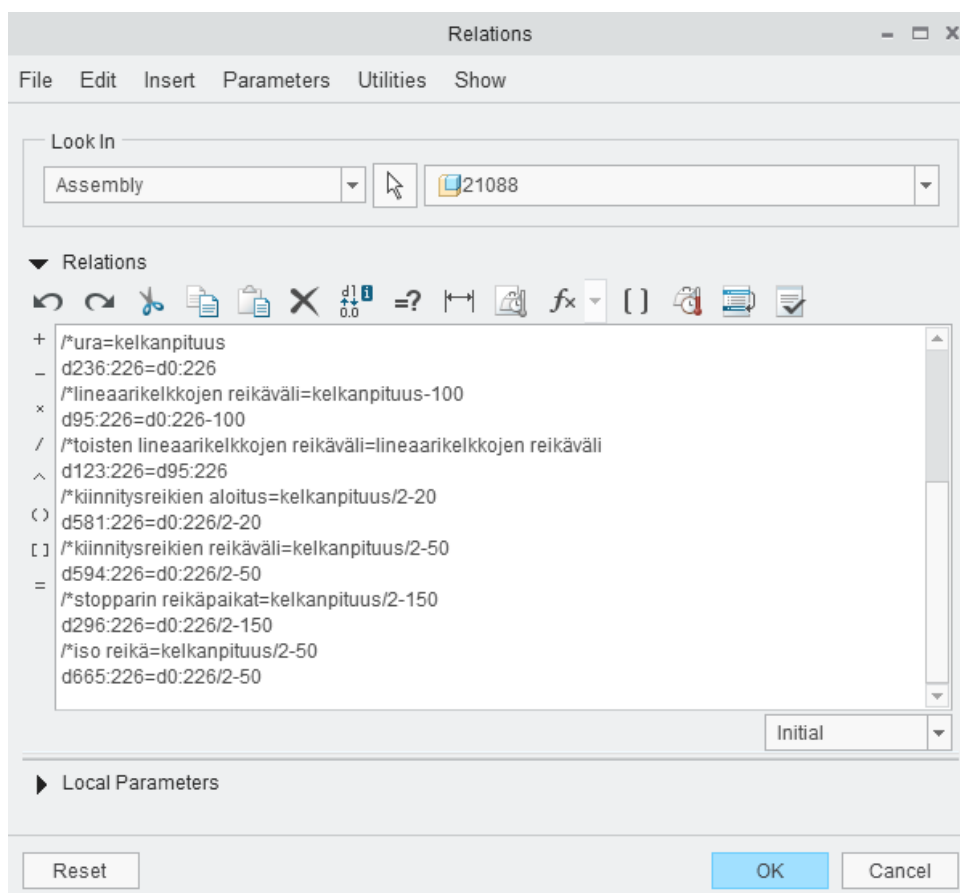 Relations
File Edit Insert Parameters Utilities Show
Look In
Assembly 21088
Relations
/*ura=kelkanpituus
d236:226=d0:226
/*lineaarikelkkojen reikäväli=kelkanpituus-100
d95:226=d0:226-100
/*toisten lineaarikelkkojen reikäväli=lineaarikelkkojen reikäväli
d123:226=d95:226
/*kiinnitysreikien aloitus=kelkanpituus/2-20
d581:226=d0:226/2-20
/*kiinnitysreikien reikäväli=kelkanpituus/2-50
d594:226=d0:226/2-50
/*stopparin reikäpaikat=kelkanpituus/2-150
d296:226=d0:226/2-150
/*iso reikä=kelkanpituus/2-50
d665:226=d0:226/2-50
Initial
Local Parameters
Reset OK Cancel